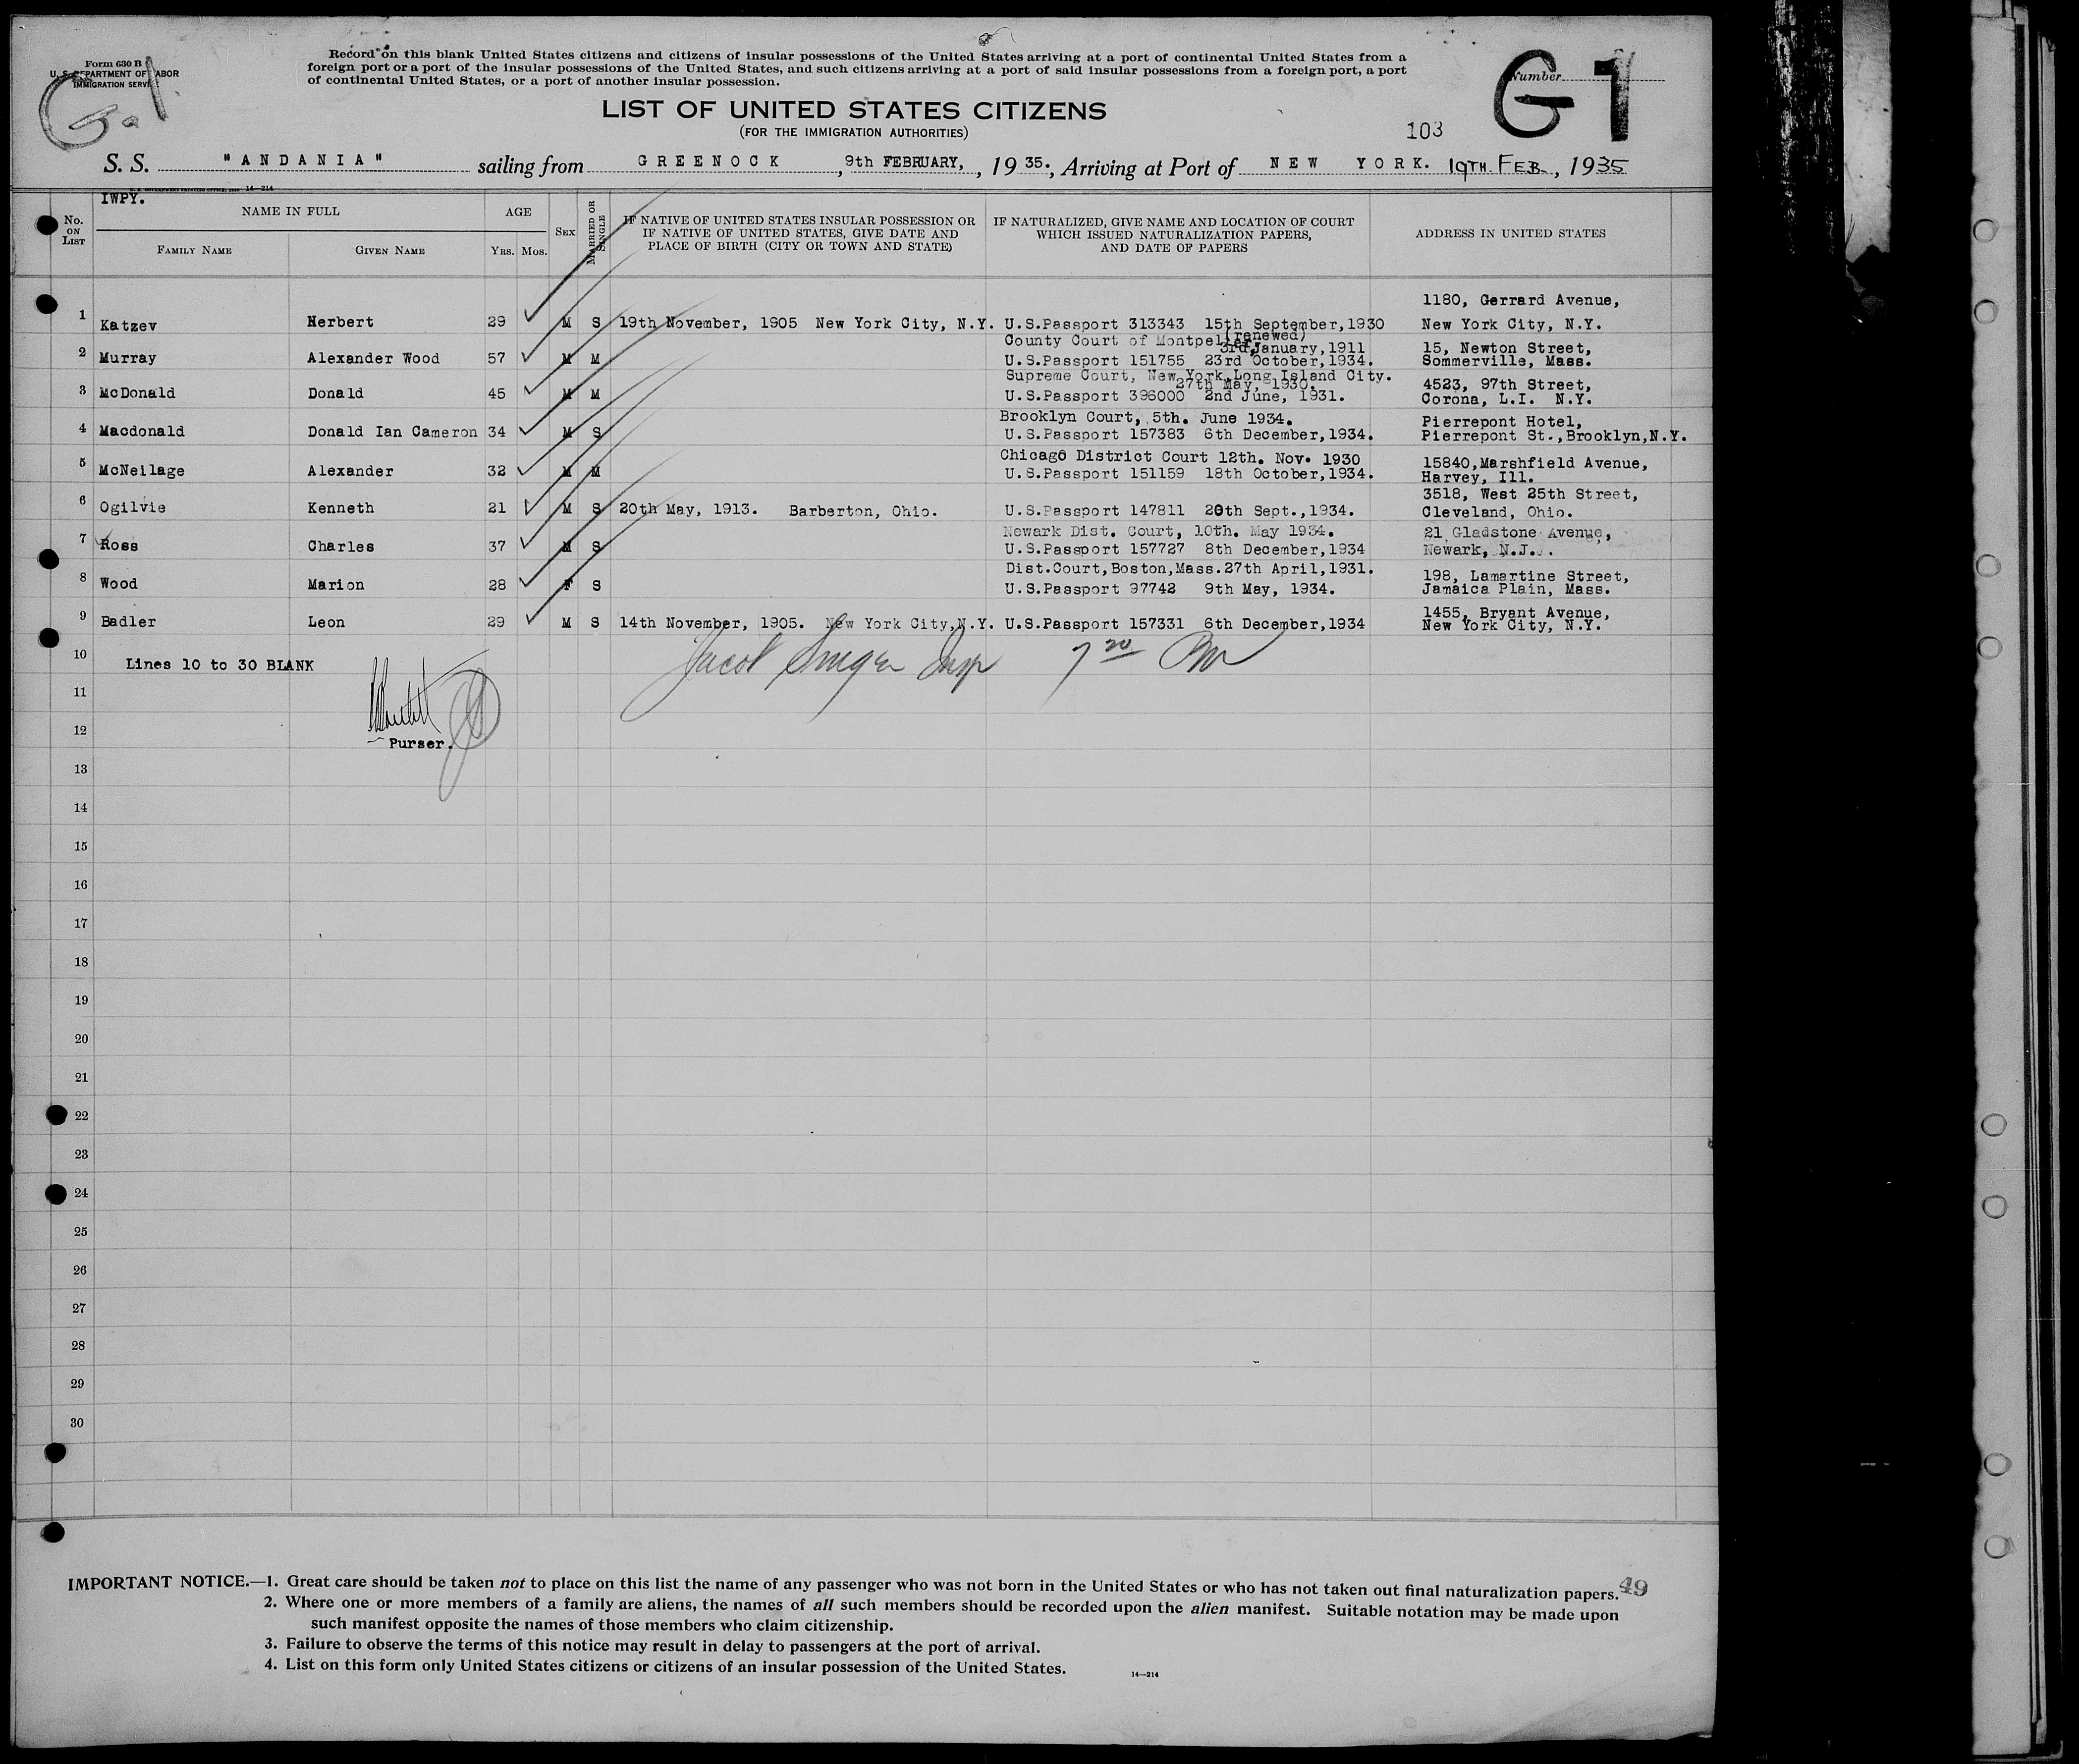 Form 630 B
U. S. DEPARTMENT OF LABOR
IMMIGRATION SERVICE
Record on this blank United States citizens and citizens of insular possessions of the United States arriving at a port of continental United States from a
foreign port or a port of the insular possessions of the United States, and such citizens arriving at a port of said insular possessions from a foreign port, a port
of continental United States, or a port of another insular possession.
Number
G 1
LIST OF UNITED STATES CITIZENS
(FOR THE IMMIGRATION AUTHORITIES)
103
S. S. "ANDANIA" sailing from GREENOCK, 9th FEBRUARY, , 19 35., Arriving at Port of NEW YORK. 19TH. FEB., 1935
14—214
IWPY.
No. ON LIST
NAME IN FULL
FAMILY NAME GIVEN NAME
AGE
YRS. MOS.
SEX
MARRIED OR SINGLE
IF NATIVE OF UNITED STATES INSULAR POSSESSION OR
IF NATIVE OF UNITED STATES, GIVE DATE AND
PLACE OF BIRTH (CITY OR TOWN AND STATE)
IF NATURALIZED, GIVE NAME AND LOCATION OF COURT
WHICH ISSUED NATURALIZATION PAPERS,
AND DATE OF PAPERS
ADDRESS IN UNITED STATES
1180, Gerrard Avenue,
1 Katzev Herbert 29 M S 19th November, 1905 New York City, N.Y. U.S.Passport 313343 15th September,1930 New York City, N.Y.
(renewed)
County Court of Montpelier, 3rd January,1911 15, Newton Street,
2 Murray Alexander Wood 57 M M U.S.Passport 151755 23rd October,1934. Sommerville, Mass.
Supreme Court, New York,Long Island City.
27th May, 1930. 4523, 97th Street,
3 McDonald Donald 45 M M U.S.Passport 396000 2nd June, 1931. Corona, L.I. N.Y.
Brooklyn Court, 5th. June 1934. Pierrepont Hotel,
4 Macdonald Donald Ian Cameron 34 M S U.S.Passport 157383 6th December,1934. Pierrepont St.,Brooklyn,N.Y.
Chicago District Court 12th. Nov. 1930 15840,Marshfield Avenue,
5 McNeilage Alexander 32 M M U.S.Passport 151159 18th October,1934. Harvey, Ill.
3518, West 25th Street,
6 Ogilvie Kenneth 21 M S 20th May, 1913. Barberton, Ohio. U.S.Passport 147811 20th Sept.,1934. Cleveland, Ohio.
Newark Dist. Court, 10th. May 1934. 21 Gladstone Avenue,
7 Ross Charles 37 M S U.S.Passport 157727 8th December,1934 Newark, N.J.
Dist.Court,Boston,Mass.27th April,1931. 198, Lamartine Street,
8 Wood Marion 28 F S U.S.Passport 97742 9th May, 1934. Jamaica Plain, Mass.
1455, Bryant Avenue,
9 Badler Leon 29 M S 14th November, 1905. New York City,N.Y. U.S.Passport 157331 6th December,1934 New York City, N.Y.
10 Lines 10 to 30 BLANK Jacob Singer Insp 7 30 PM
11
12
Purser.
13
14
15
16
17
18
19
20
21
22
23
24
25
26
27
28
29
30
IMPORTANT NOTICE.—1. Great care should be taken not to place on this list the name of any passenger who was not born in the United States or who has not taken out final naturalization papers. 49
2. Where one or more members of a family are aliens, the names of all such members should be recorded upon the alien manifest. Suitable notation may be made upon
such manifest opposite the names of those members who claim citizenship.
3. Failure to observe the terms of this notice may result in delay to passengers at the port of arrival.
4. List on this form only United States citizens or citizens of an insular possession of the United States.
14—214